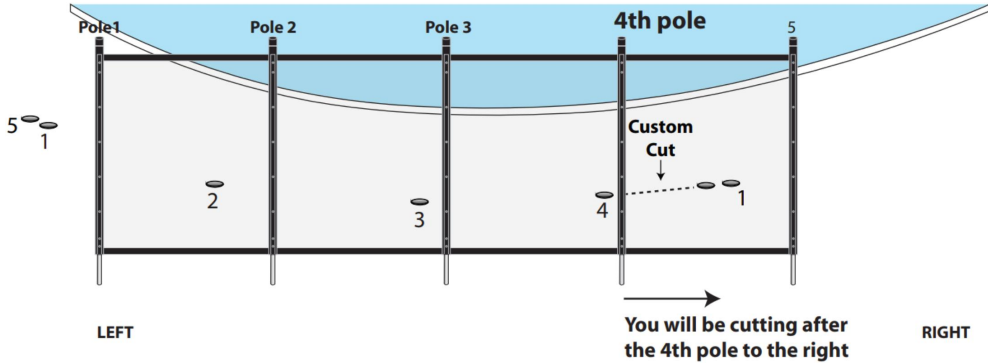 Pole1
Pole 2
Pole 3
4th pole
5
Custom
Cut
5
1
2
3
4
1
You will be cutting after
the 4th pole to the right
LEFT
RIGHT